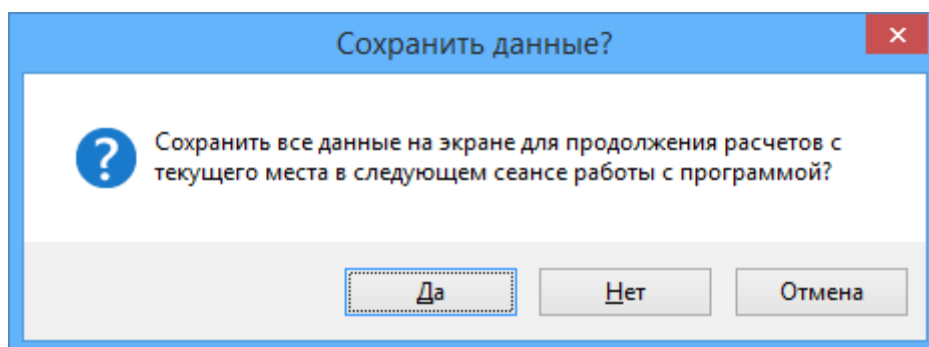 Сохранить данные?
Сохранить все данные на экране для продолжения расчетов с
текущего места в следующем сеансе работы с программой?
Да
Нет
Отмена